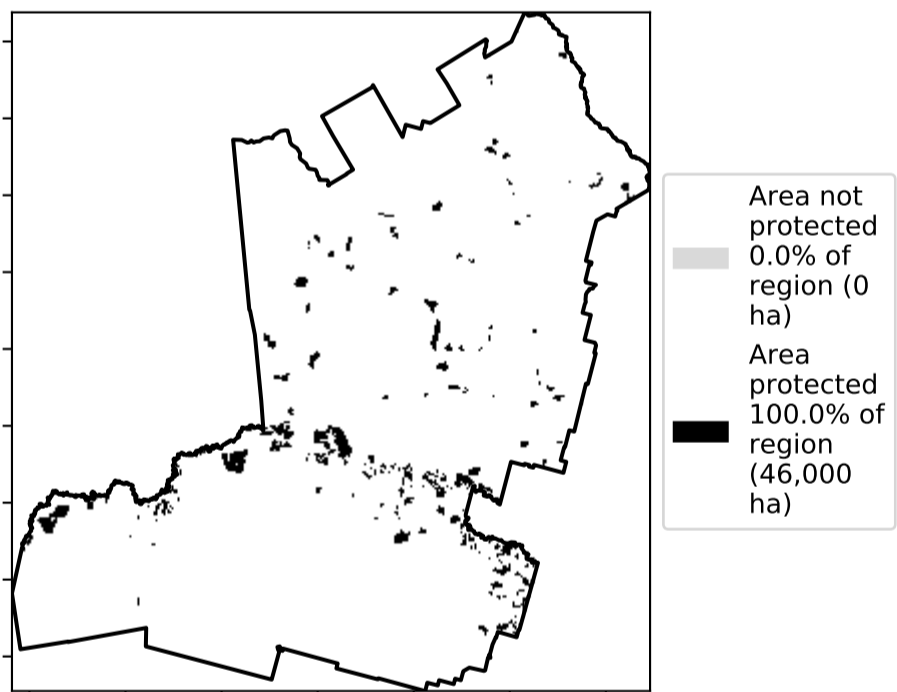 Area not
protected
0.0% of
region (0
ha)
Area
protected
100.0% of
region
(46,000
ha)